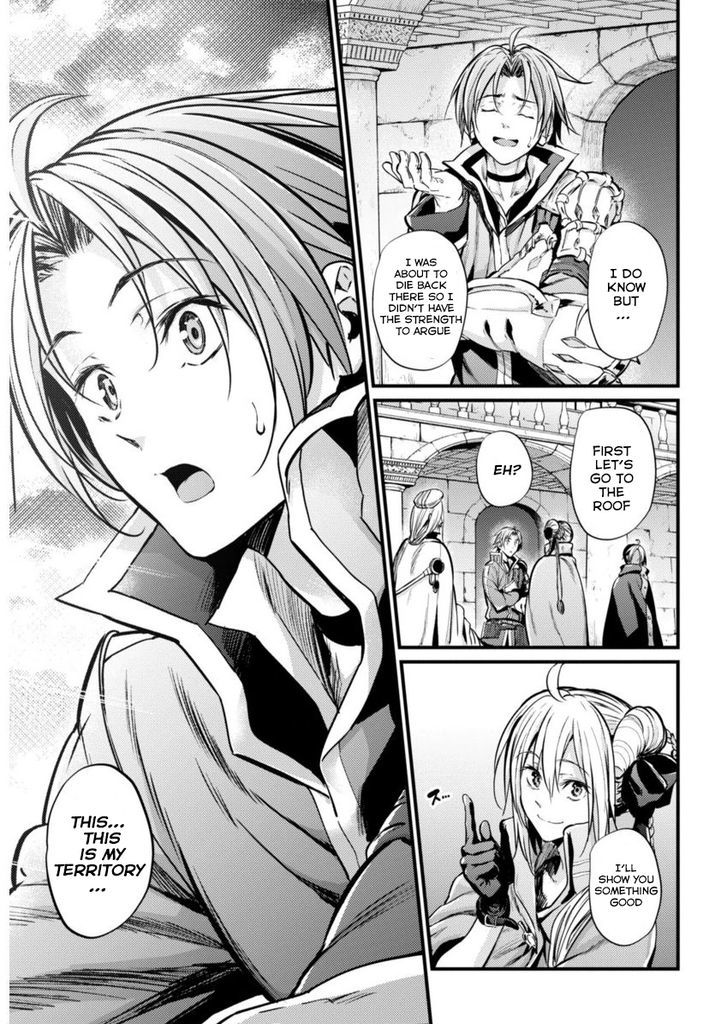 I DO
KNOW
BUT
...
I WAS
ABOUT TO
DIE BACK
THERE SO I
DIDN'T HAVE
THE STRENGTH
TO ARGUE
FIRST
LET'S
GO TO
THE
ROOF
EH?
ス...
I'LL
SHOW YOU
SOMETHING
GOOD
THIS...
THIS
IS MY
TERRITORY
...